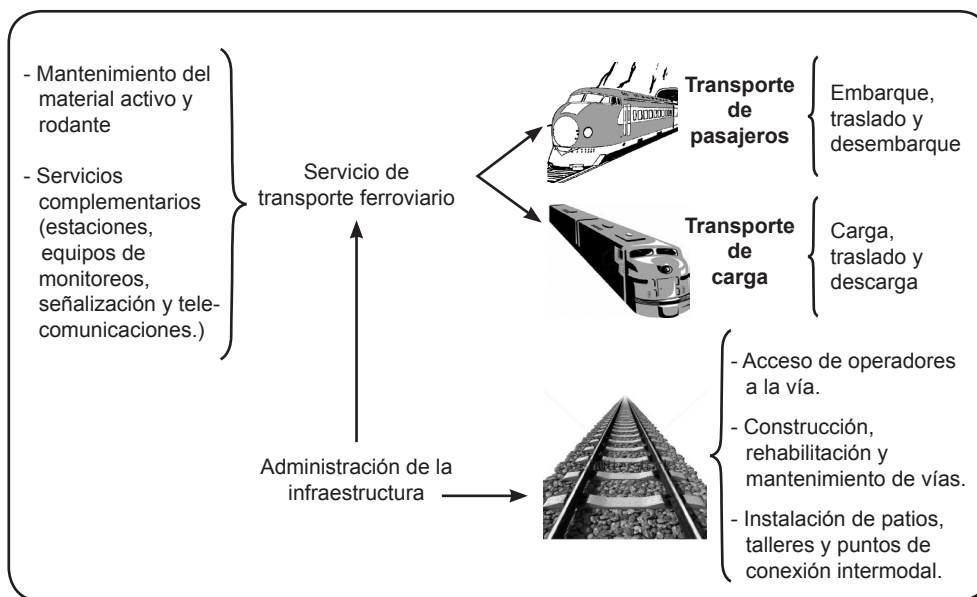 - Mantenimiento del
material activo y
rodante
- Servicios
complementarios
(estaciones,
equipos de
monitoreos,
señalización y tele-
comunicaciones.)
Servicio de
transporte ferroviario
Transporte
de
pasajeros
Embarque,
traslado y
desembarque
Transporte
de
carga
Carga,
traslado y
descarga
Administración de la
infraestructura
- Acceso de operadores
a la vía.
- Construcción,
rehabilitación y
mantenimiento de vías.
- Instalación de patios,
talleres y puntos de
conexión intermodal.